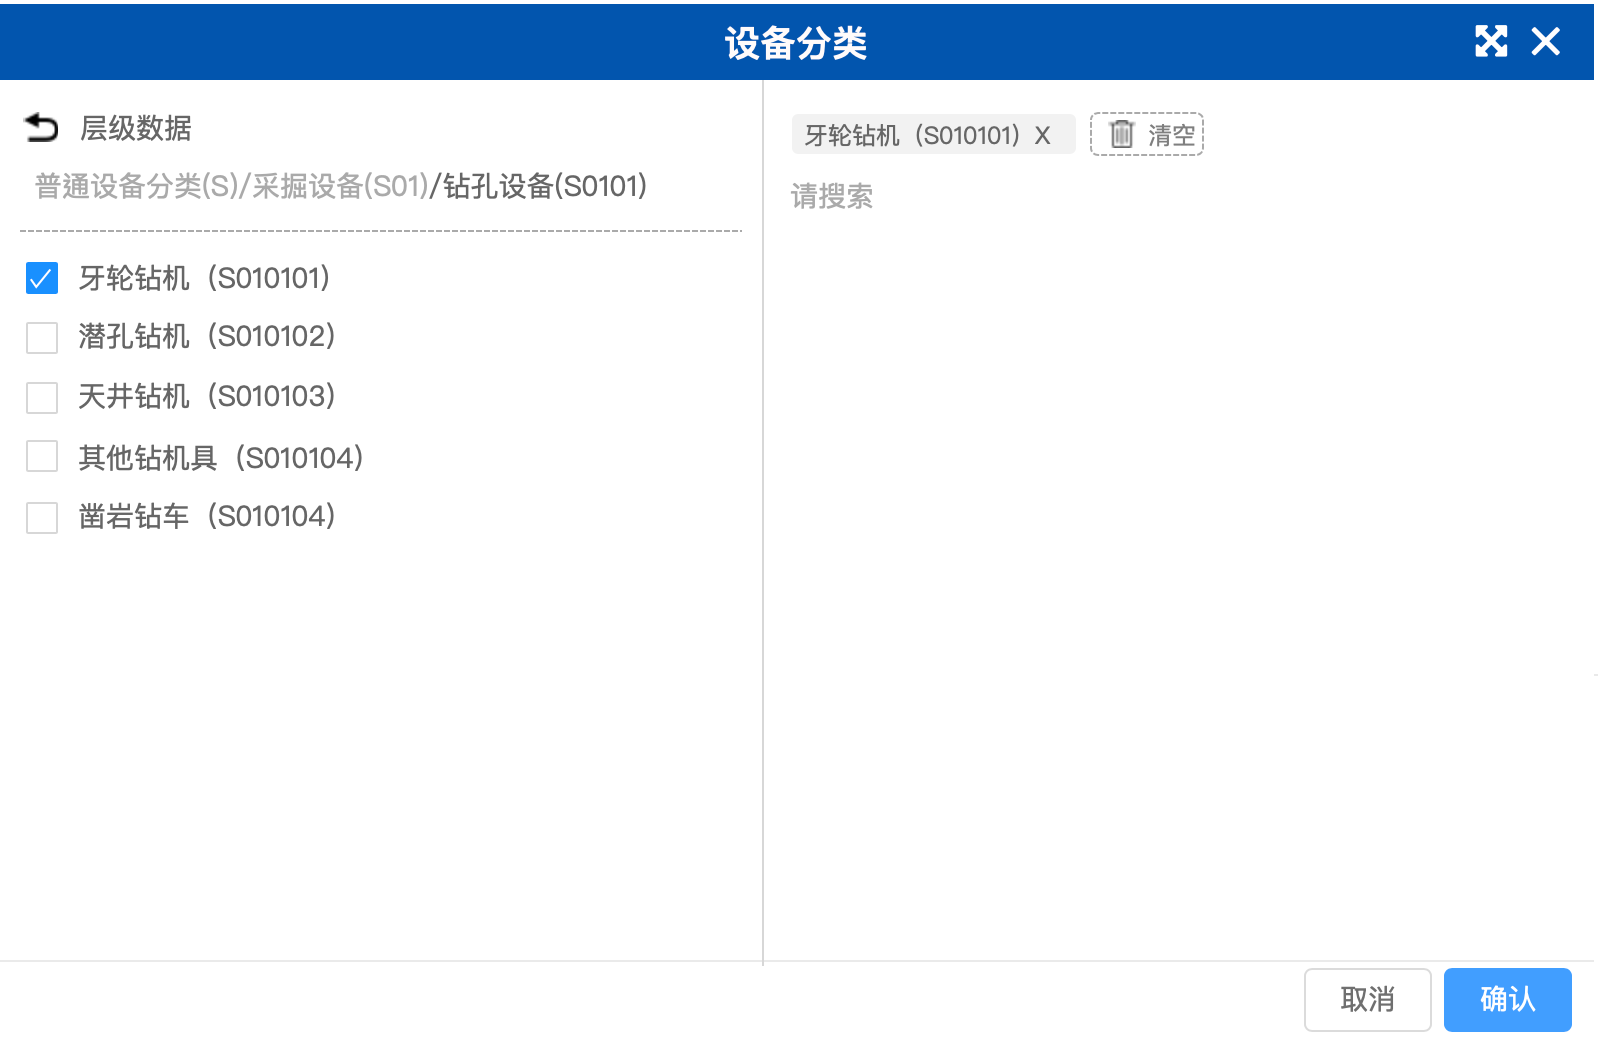 设备分类
层级数据
普通设备分类(S)/采掘设备(S01)/钻孔设备(S0101)
牙轮钻机（S010101）
潜孔钻机（S010102）
天井钻机（S010103）
其他钻机具（S010104）
凿岩钻车（S010104）
牙轮钻机（S010101）X
清空
请搜索
取消
确认